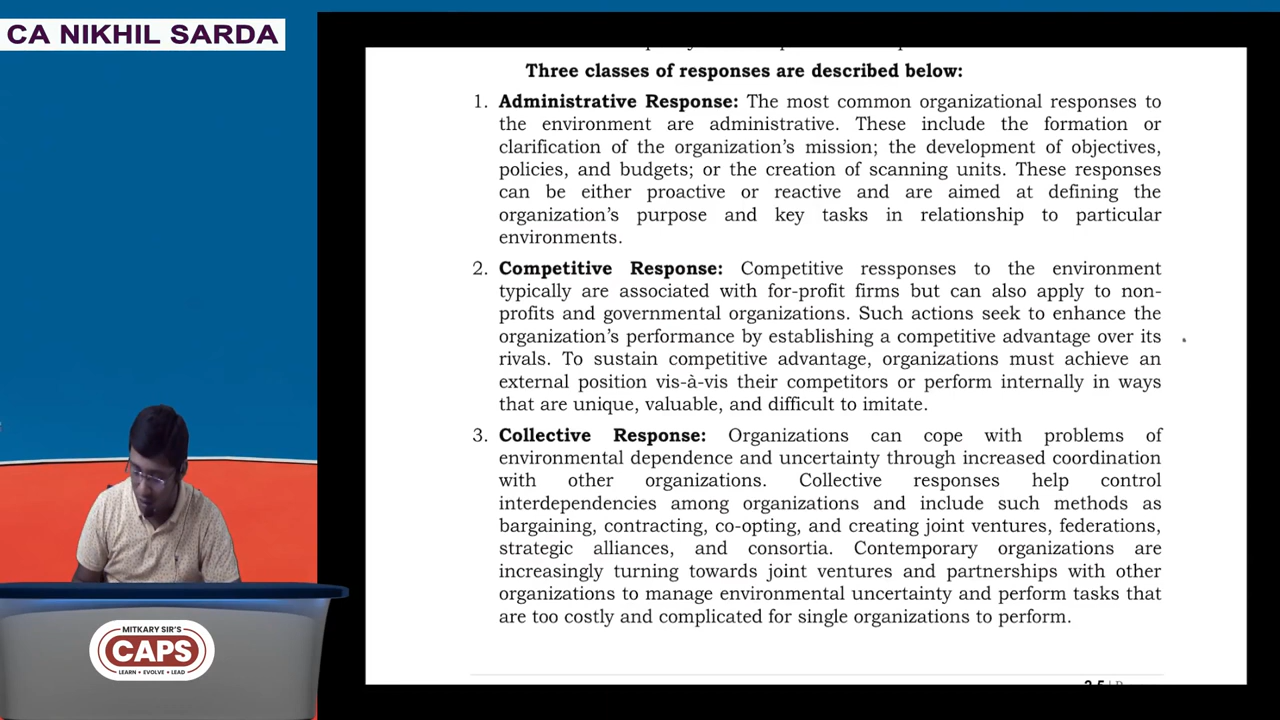 CA NIKHIL SARDA
Three classes of responses are described below:
1. Administrative Response: The most common organizational responses to
the environment are administrative. These include the formation or
clarification of the organization's mission; the development of objectives,
policies, and budgets; or the creation of scanning units. These responses
can be either proactive or reactive and are aimed at defining the
organization's purpose and key tasks in relationship to particular
environments.
2. Competitive Response: Competitive ressponses to the environment
typically are associated with for-profit firms but can also apply to non-
profits and governmental organizations. Such actions seek to enhance the
organization's performance by establishing a competitive advantage over its
rivals. To sustain competitive advantage, organizations must achieve an
external position vis-à-vis their competitors or perform internally in ways
that are unique, valuable, and difficult to imitate.
3. Collective Response: Organizations can cope with problems of
environmental dependence and uncertainty through increased coordination
with other organizations. Collective responses help control
interdependencies among organizations and include such methods as
bargaining, contracting, co-opting, and creating joint ventures, federations,
strategic alliances, and consortia. Contemporary organizations are
increasingly turning towards joint ventures and partnerships with other
organizations to manage environmental uncertainty and perform tasks that
are too costly and complicated for single organizations to perform.
MITKARY SIR'S
CAPS
LEARN • EVOLVE • LEAD